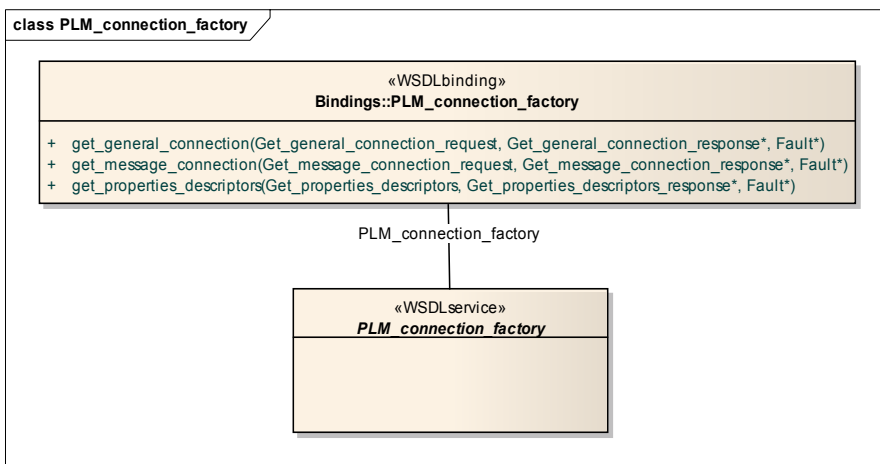 class PLM_connection_factory
«WSDLbinding»
Bindings::PLM_connection_factory
+ get_general_connection(Get_general_connection_request, Get_general_connection_response*, Fault*)
+ get_message_connection(Get_message_connection_request, Get_message_connection_response*, Fault*)
+ get_properties_descriptors(Get_properties_descriptors, Get_properties_descriptors_response*, Fault*)
PLM_connection_factory
«WSDLservice»
PLM_connection_factory